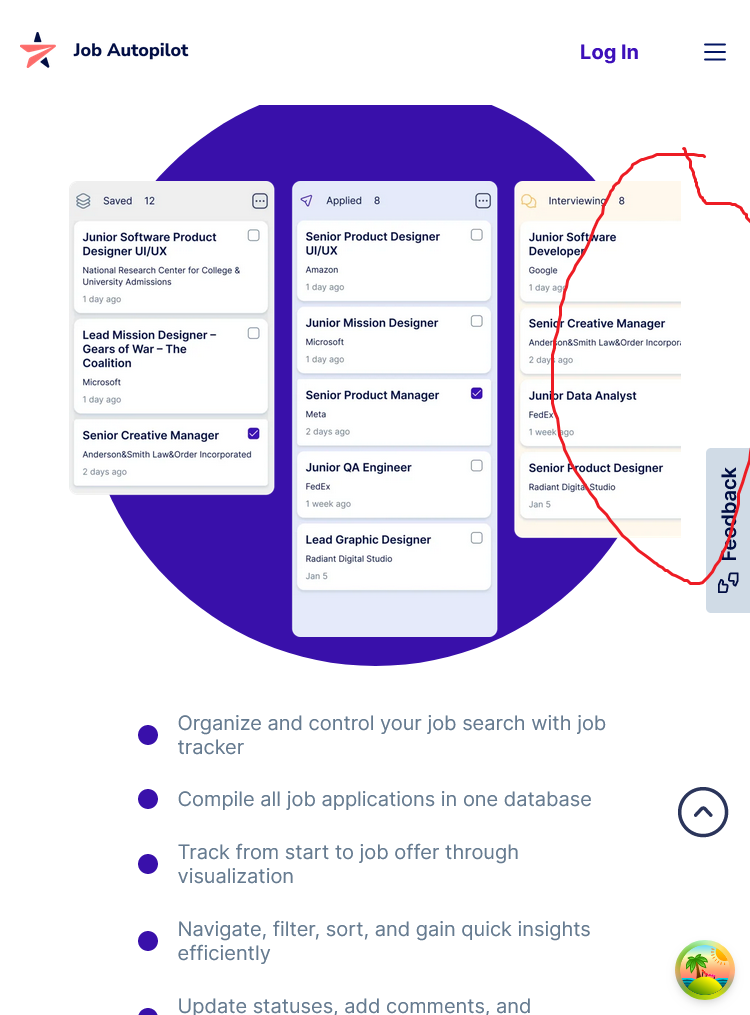 Job Autopilot
Log In
Saved 12
Junior Software Product
Designer UI/UX
National Research Center for College &
University Admissions
1 day ago
Lead Mission Designer –
Gears of War – The
Coalition
Microsoft
1 day ago
Senior Creative Manager
Anderson&Smith Law&Order Incorporated
2 days ago
Applied 8
Senior Product Designer
UI/UX
Amazon
1 day ago
Junior Mission Designer
Microsoft
1 day ago
Senior Product Manager
Meta
2 days ago
Junior QA Engineer
FedEx
1 week ago
Lead Graphic Designer
Radiant Digital Studio
Jan 5
Interviewing 8
Junior Software
Developer
Google
1 day ago
Senior Creative Manager
Anderson&Smith Law&Order Incorpora
2 days ago
Junior Data Analyst
FedEx
1 week ago
Senior Product Designer
Radiant Digital Studio
Jan 5
Feedback
Organize and control your job search with job
tracker
Compile all job applications in one database
Track from start to job offer through
visualization
Navigate, filter, sort, and gain quick insights
efficiently
Update statuses, add comments, and